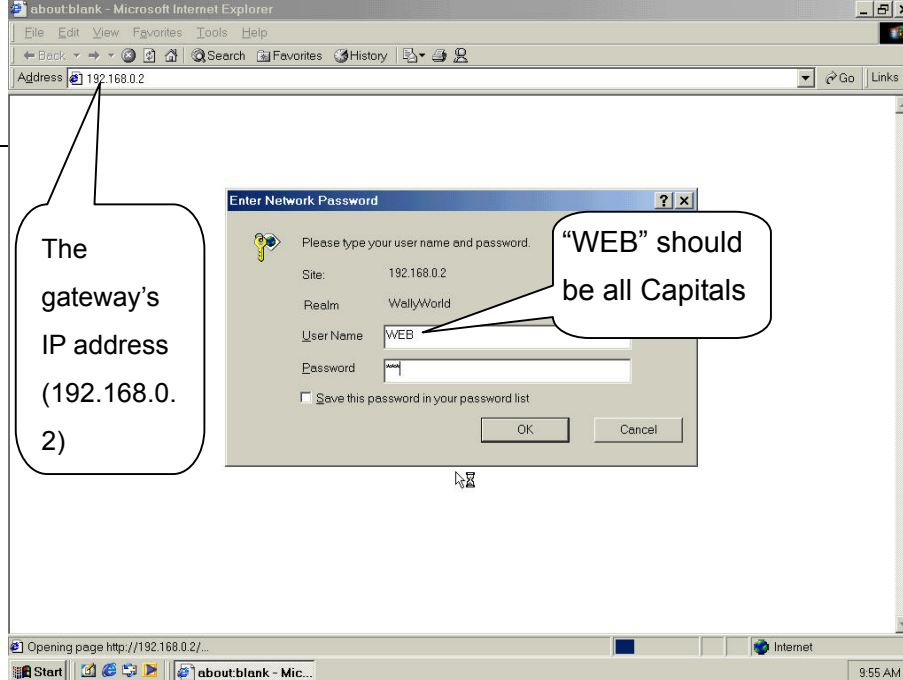 about:blank - Microsoft Internet Explorer
File Edit View Favorites Tools Help
Back Search Favorites History
Address 192.168.0.2 Go Links
The
gateway’s
IP address
(192.168.0.
2)
Enter Network Password
Please type your user name and password.
Site: 192.168.0.2
Realm WallyWorld
User Name WEB
Password ***
Save this password in your password list
OK Cancel
“WEB” should
be all Capitals
Opening page http://192.168.0.2/... Internet
Start about:blank - Mic... 9:55 AM